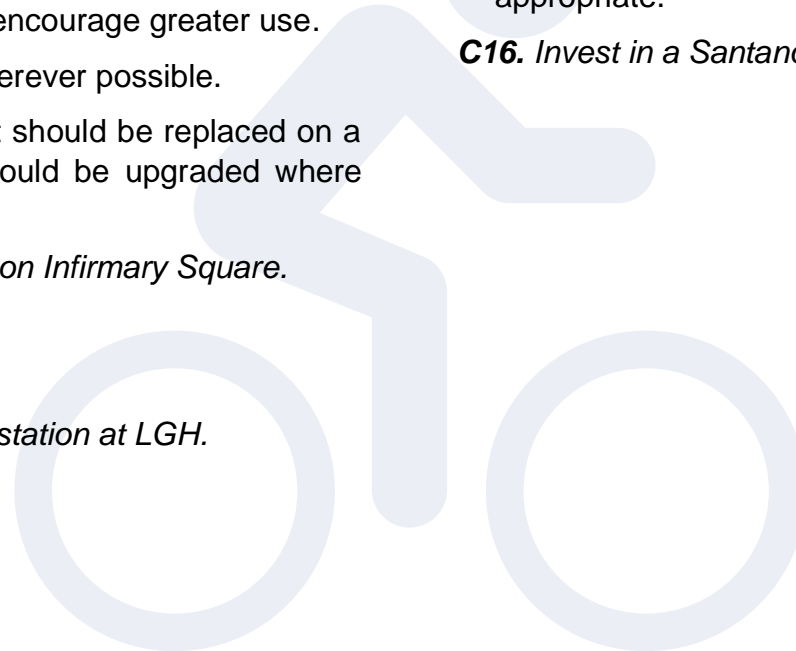 encourage greater use.
erever possible.
should be replaced on a
ould be upgraded where
on Infirmary Square.
station at LGH.
appropriate.
C16. Invest in a Santand